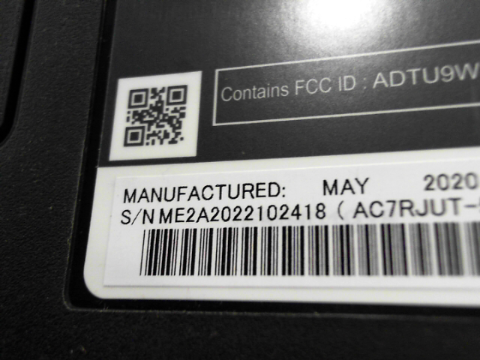 Contains FCC ID : ADTU9W
MANUFACTURED: MAY 2020
S/N ME2A2022102418 ( AC7RJUT-